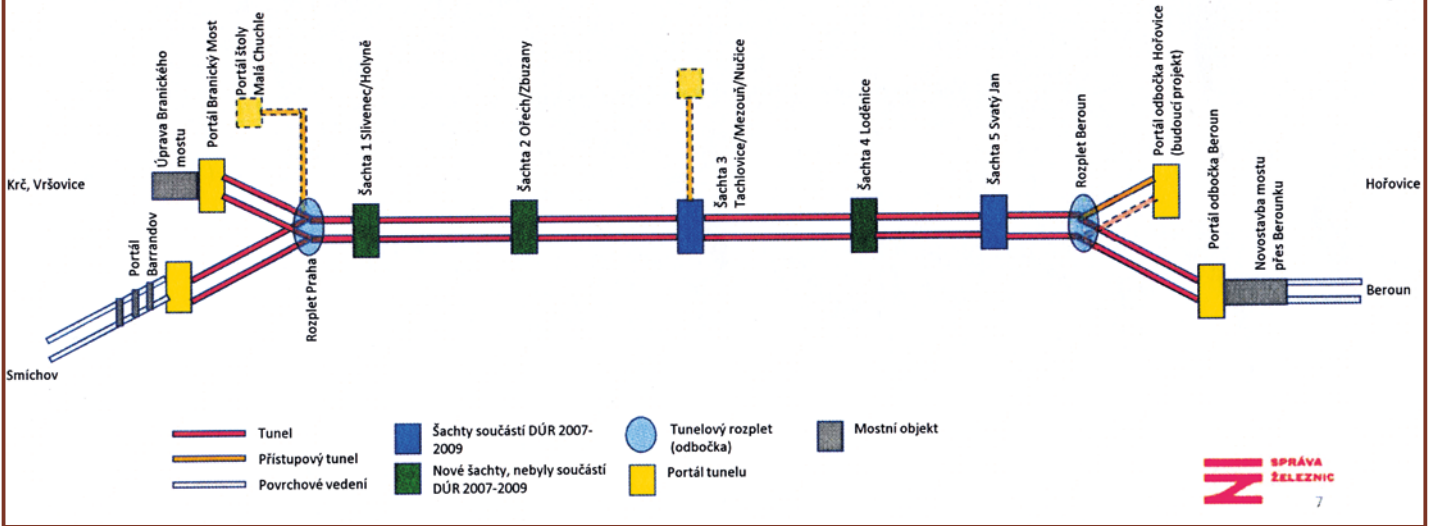 Krč, Vršovice
Úprava Branického
mostu
Portál Branický Most
Portál štoly
Malá Chuchle
Portál
Barrandov
Smíchov
Rozplet Praha
Šachta 1 Slivenec/Holyně
Šachta 2 Ořech/Zbuzany
Šachta 3
Tachlovice/Mezouň/Nučice
Šachta 4 Loděnice
Šachta 5 Svatý Jan
Rozplet Beroun
Portál odbočka Hořovice
(budoucí projekt)
Portál odbočka Beroun
Novostavba mostu
přes Berounku
Hořovice
Beroun
Tunel
Přístupový tunel
Povrchové vedení
Šachty součástí DÚR 2007-
2009
Nové šachty, nebyly součástí
DÚR 2007-2009
Tunelový rozplet
(odbočka)
Portál tunelu
Mostní objekt
SPRÁVA
ŽELEZNIC
7